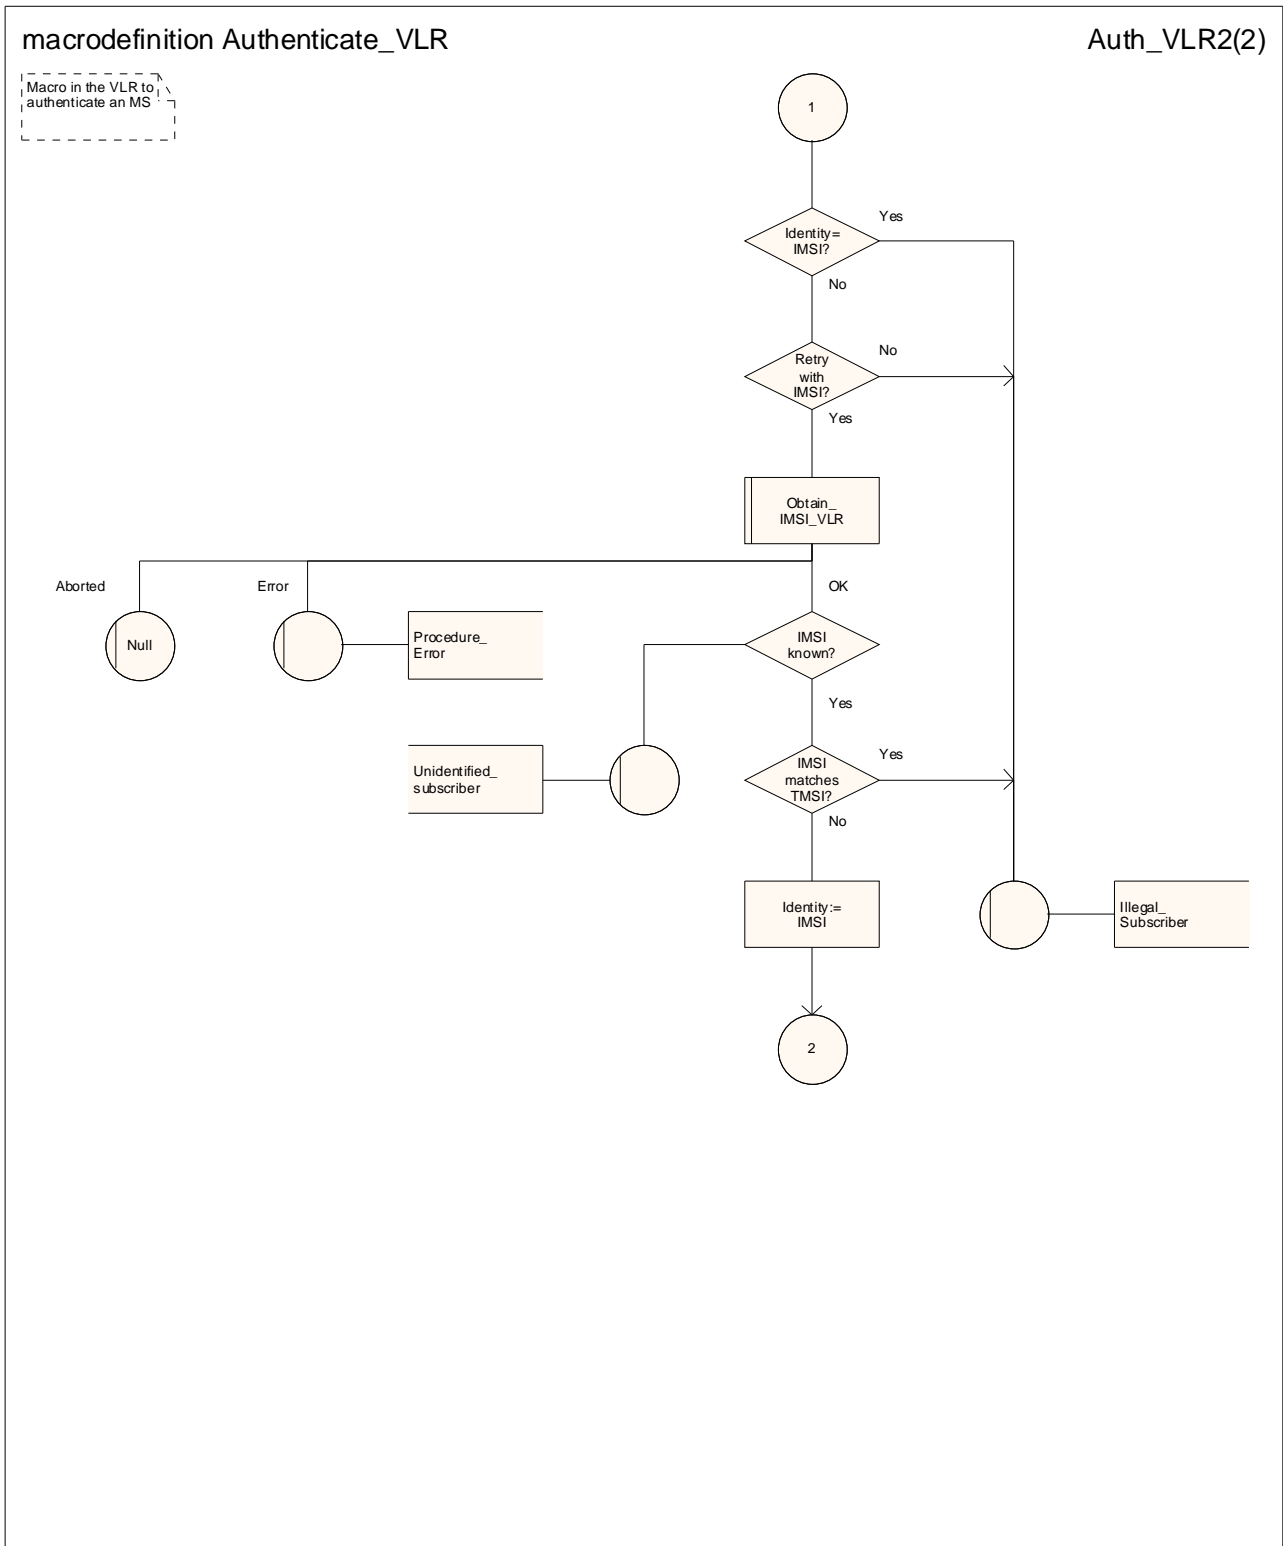 macrodefinition Authenticate_VLR
Auth_VLR2(2)
Macro in the VLR to
authenticate an MS
1
Yes
Identity=
IMSI?
No
No
Retry
with
IMSI?
Yes
Obtain_
IMSI_VLR
Aborted
Error
OK
Null
Procedure_
Error
IMSI
known?
Yes
Yes
Unidentified_
subscriber
IMSI
matches
TMSI?
No
Identity:=
IMSI
Illegal_
Subscriber
2